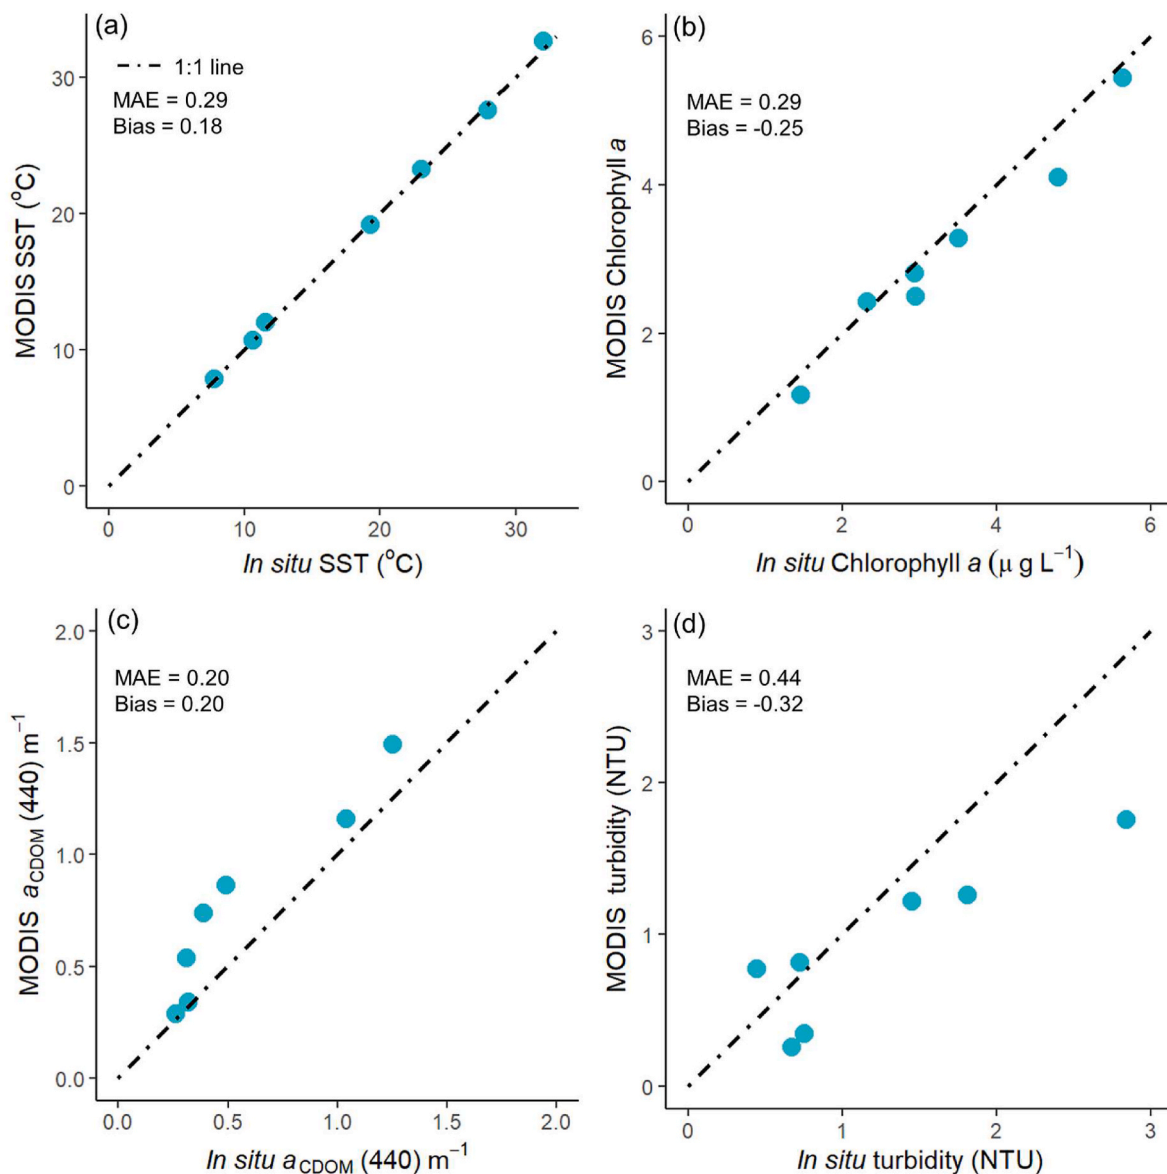 (a)
1:1 line
MAE = 0.29
Bias = 0.18
30
20
10
0
0 10 20 30
MODIS SST (°C)
In situ SST (°C)
(b)
MAE = 0.29
Bias = -0.25
6
4
2
0
0 2 4 6
MODIS Chlorophyll a
In situ Chlorophyll a (μ g L⁻¹)
(c)
MAE = 0.20
Bias = 0.20
2.0
1.5
1.0
0.5
0.0
0.0 0.5 1.0 1.5 2.0
MODIS aCDOM (440) m⁻¹
In situ aCDOM (440) m⁻¹
(d)
MAE = 0.44
Bias = -0.32
3
2
1
0
0 1 2 3
MODIS turbidity (NTU)
In situ turbidity (NTU)